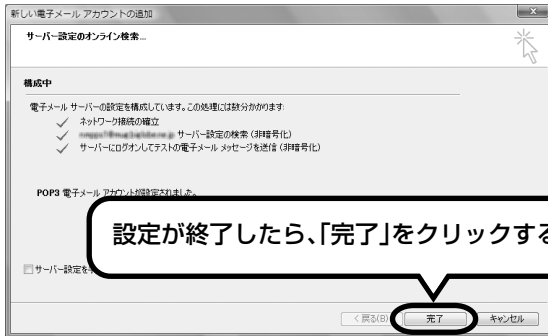 新しい電子メール アカウントの追加
サーバー設定のオンライン検索...
構成中
電子メール サーバーの設定を構成しています。この処理には数分かかります:
ネットワーク接続の確立
サーバー設定の検索 (非暗号化)
サーバーにログオンしてテストの電子メール メッセージを送信 (非暗号化)
POP3 電子メール アカウントが設定されました。
設定が終了したら、「完了」をクリックする
サーバー設定を
< 戻る(B)
完了
キャンセル